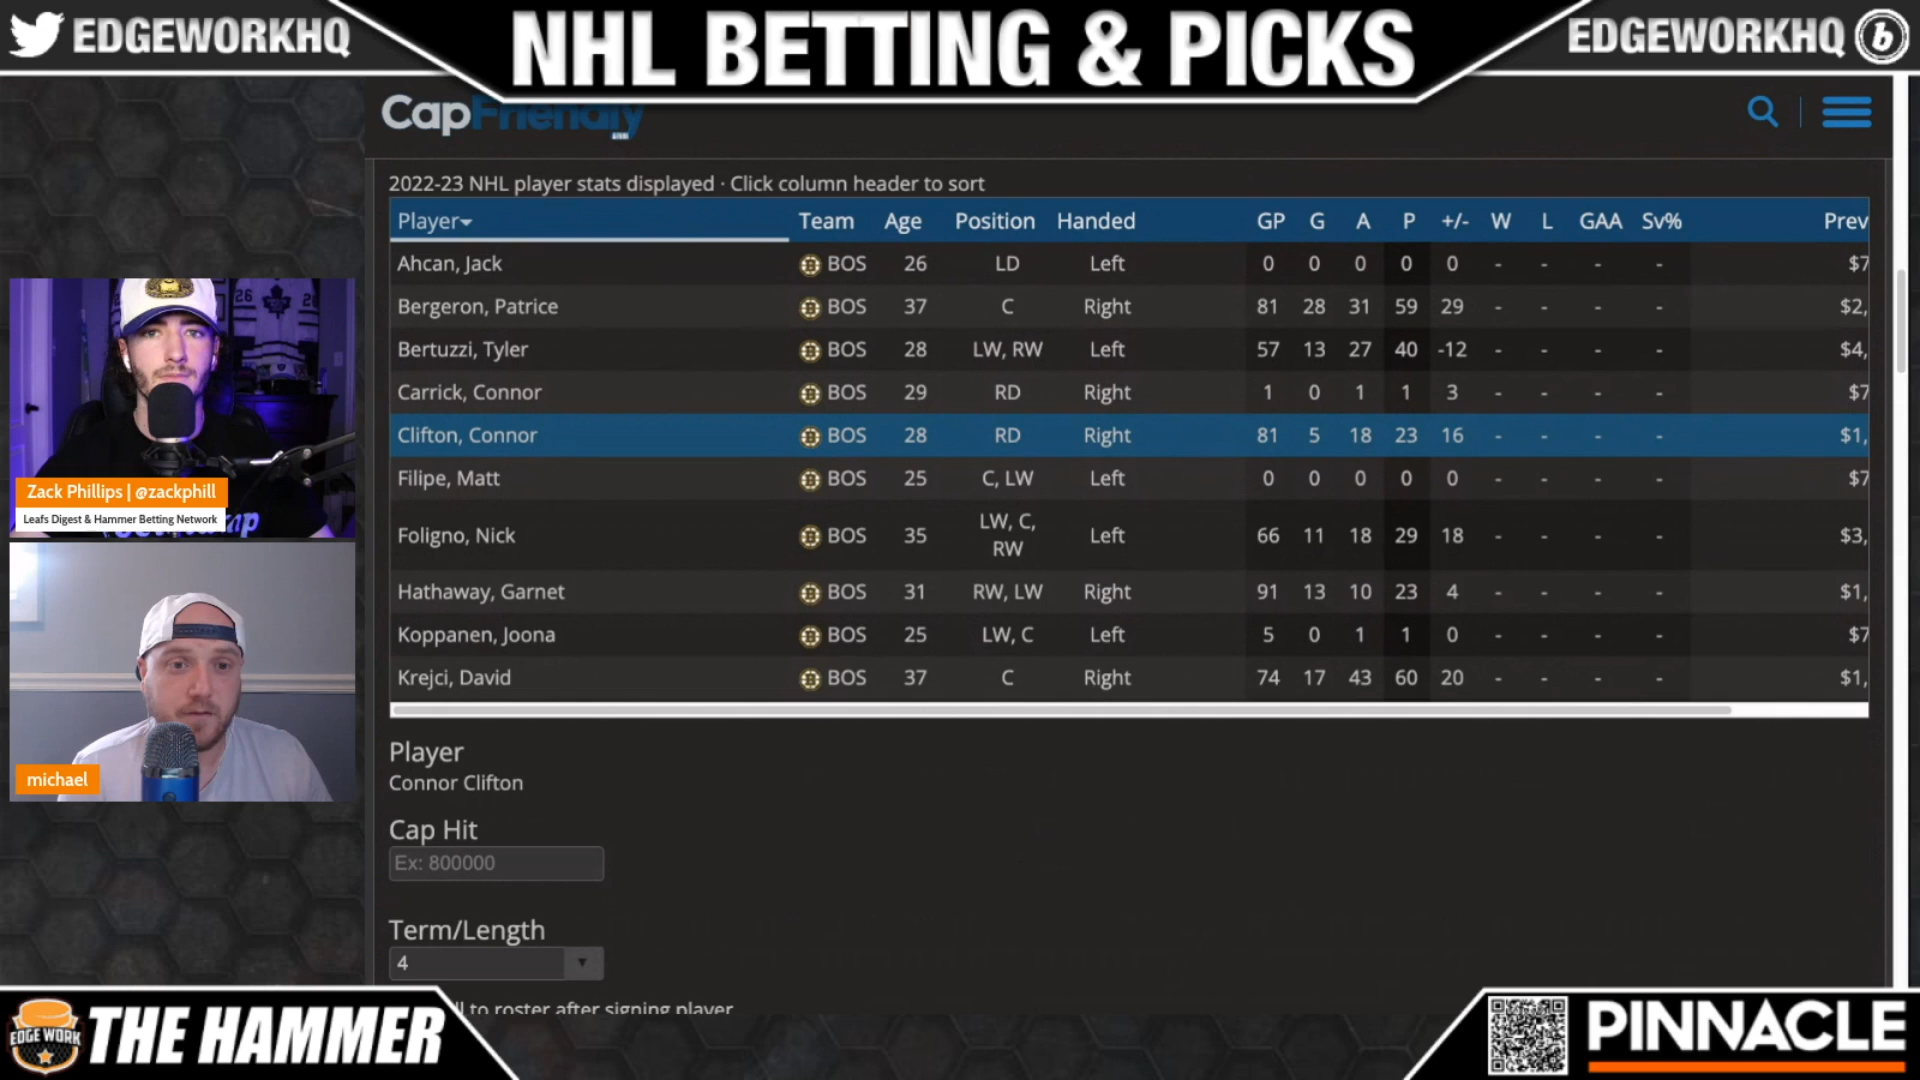 EDGEWORKHQ
NHL BETTING & PICKS
EDGEWORKHQ b
CapFriendly
2022-23 NHL player stats displayed · Click column header to sort
Player Team Age Position Handed GP G A P +/- W L GAA Sv% Prev
Ahcan, Jack BOS 26 LD Left 0 0 0 0 0 - - - - $7
Bergeron, Patrice BOS 37 C Right 81 28 31 59 29 - - - - $2,
Bertuzzi, Tyler BOS 28 LW, RW Left 57 13 27 40 -12 - - - - $4,
Carrick, Connor BOS 29 RD Right 1 0 1 1 3 - - - - $7
Clifton, Connor BOS 28 RD Right 81 5 18 23 16 - - - - $1,
Filipe, Matt BOS 25 C, LW Left 0 0 0 0 0 - - - - $7
Foligno, Nick BOS 35 LW, C, RW Left 66 11 18 29 18 - - - - $3,
Hathaway, Garnet BOS 31 RW, LW Right 91 13 10 23 4 - - - - $1,
Koppanen, Joona BOS 25 LW, C Left 5 0 1 1 0 - - - - $7
Krejci, David BOS 37 C Right 74 17 43 60 20 - - - - $1,
Player
Connor Clifton
Cap Hit
Ex: 800000
Term/Length
4
to roster after signing player
26
Zack Phillips | @zackphill
Leafs Digest & Hammer Betting Network
michael
EDGE WORK
THE HAMMER
PINNACLE